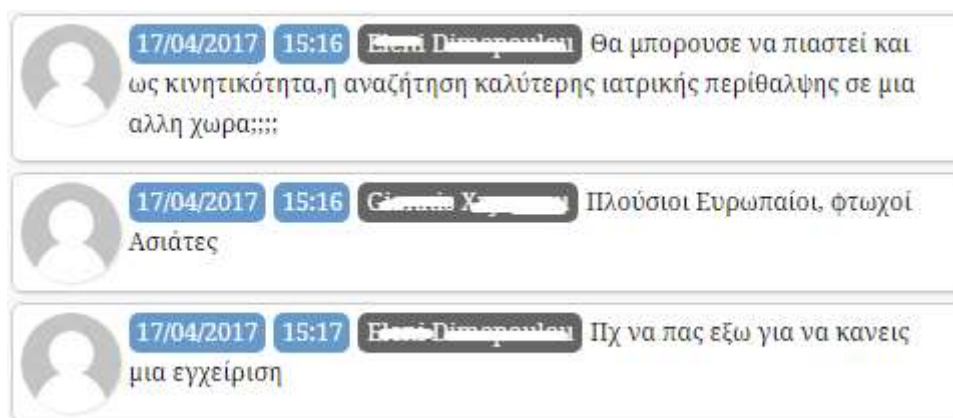 17/04/2017 15:16 Θα μπορουσε να πιαστεί και
ως κινητικότητα,η αναζήτηση καλύτερης ιατρικής περίθαλψης σε μια
αλλη χωρα;;;;
17/04/2017 15:16 Πλούσιοι Ευρωπαίοι, φτωχοί
Ασιάτες
17/04/2017 15:17 Πχ να πας εξω για να κανεις
μια εγχείριση